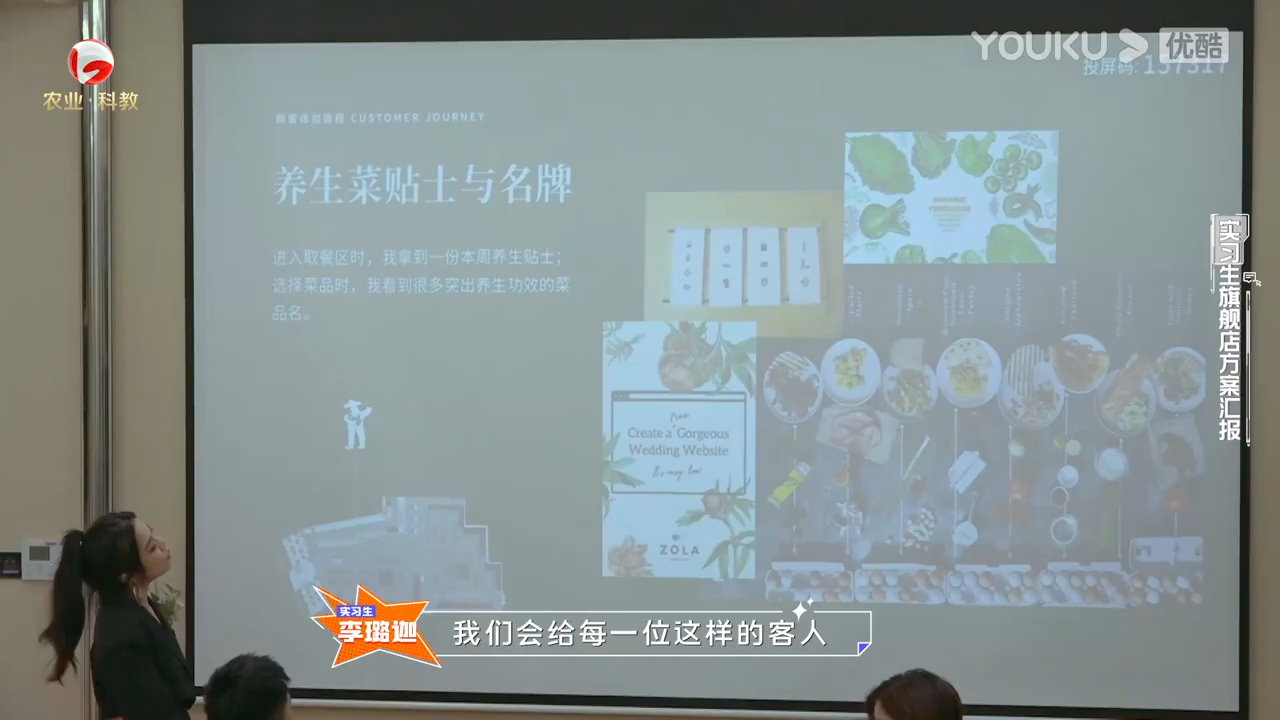 YOUKU 优酷
农业·科教
投屏码: 157317
顾客体验旅程 CUSTOMER JOURNEY
养生菜贴士与名牌
进入取餐区时，我拿到一份本周养生贴士；
选择菜品时，我看到很多突出养生功效的菜
品名。
free
Create a Gorgeous
Wedding Website
ZOLA
实习生旗舰店方案汇报
实习生
李璐迦
我们会给每一位这样的客人